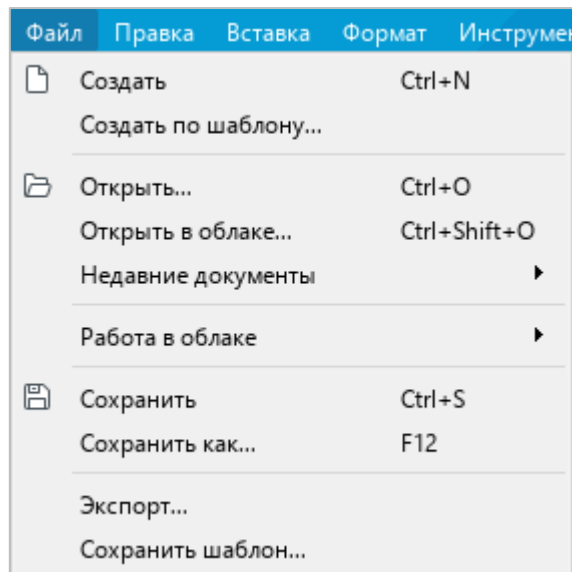 Файл Правка Вставка Формат
Создать Ctrl+N
Создать по шаблону...
Открыть... Ctrl+O
Открыть в облаке... Ctrl+Shift+O
Недавние документы
Работа в облаке
Сохранить Ctrl+S
Сохранить как... F12
Экспорт...
Сохранить шаблон...